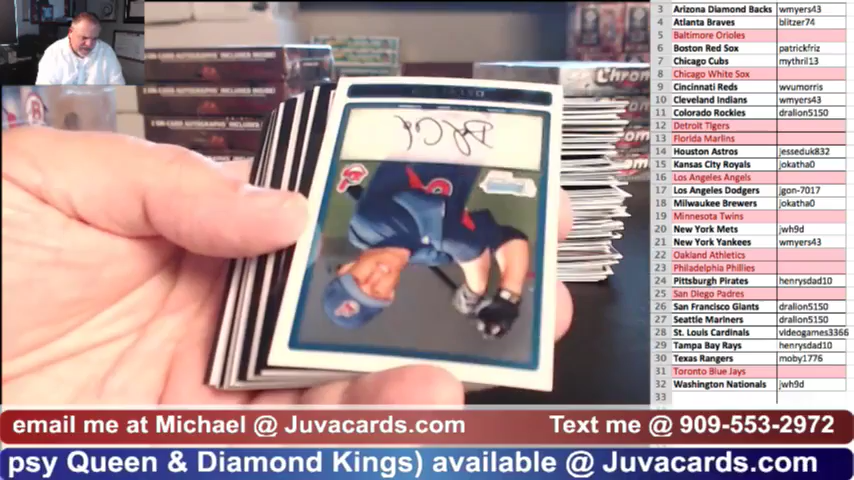 3 Arizona Diamond Backs wmyers43
4 Atlanta Braves blitzer74
5 Baltimore Orioles
6 Boston Red Sox patrickfriz
7 Chicago Cubs mythril13
8 Chicago White Sox
9 Cincinnati Reds wvumorris
10 Cleveland Indians wmyers43
11 Colorado Rockies dralion5150
12 Detroit Tigers
13 Florida Marlins
14 Houston Astros jesseduk832
15 Kansas City Royals jokatha0
16 Los Angeles Angels
17 Los Angeles Dodgers jgon-7017
18 Milwaukee Brewers jokatha0
19 Minnesota Twins
20 New York Mets jwh9d
21 New York Yankees wmyers43
22 Oakland Athletics
23 Philadelphia Phillies
24 Pittsburgh Pirates henrysdad10
25 San Diego Padres
26 San Francisco Giants dralion5150
27 Seattle Mariners dralion5150
28 St. Louis Cardinals videogames3366
29 Tampa Bay Rays henrysdad10
30 Texas Rangers moby1776
31 Toronto Blue Jays
32 Washington Nationals jwh9d
33
Chrome
email me at Michael @ Juvacards.com Text me @ 909-553-2972
psy Queen & Diamond Kings) available @ Juvacards.com